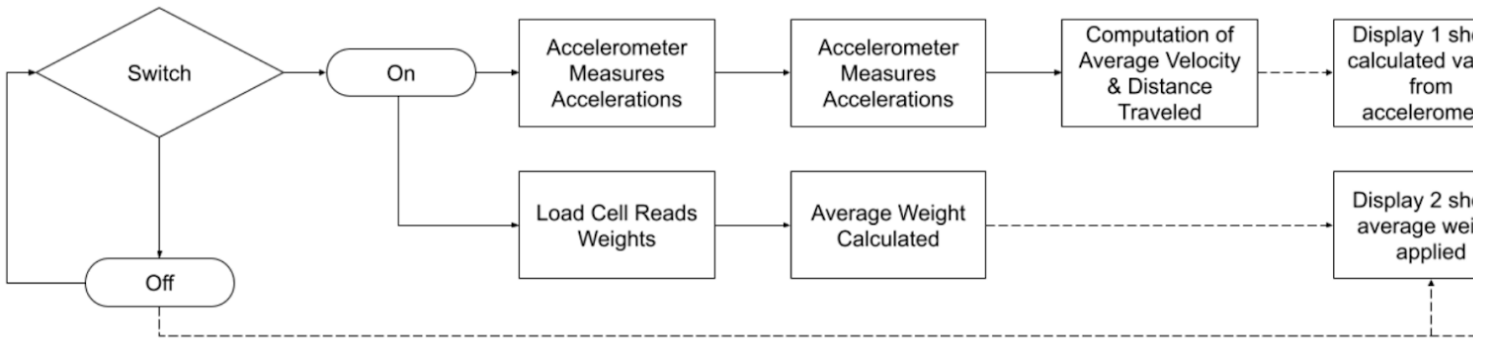 Switch
On
Accelerometer
Measures
Accelerations
Accelerometer
Measures
Accelerations
Computation of
Average Velocity
& Distance
Traveled
Display 1
calculated
from
Load Cell Reads
Weights
Average Weight
Calculated
Display 2
average
applied
Off